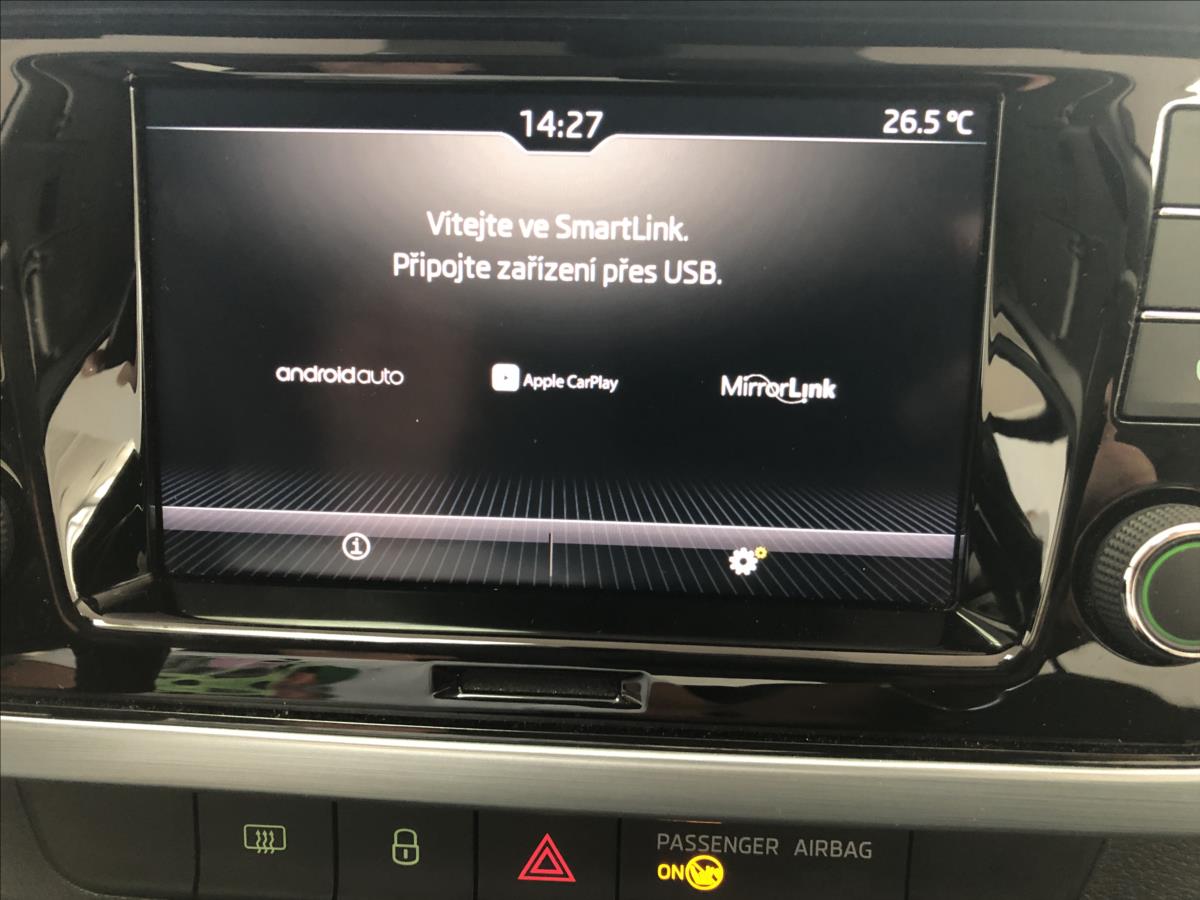 14:27
26.5 °C
Vítejte ve SmartLink.
Připojte zařízení přes USB.
androidauto
Apple CarPlay
MirrorLink
PASSENGER AIRBAG
ON